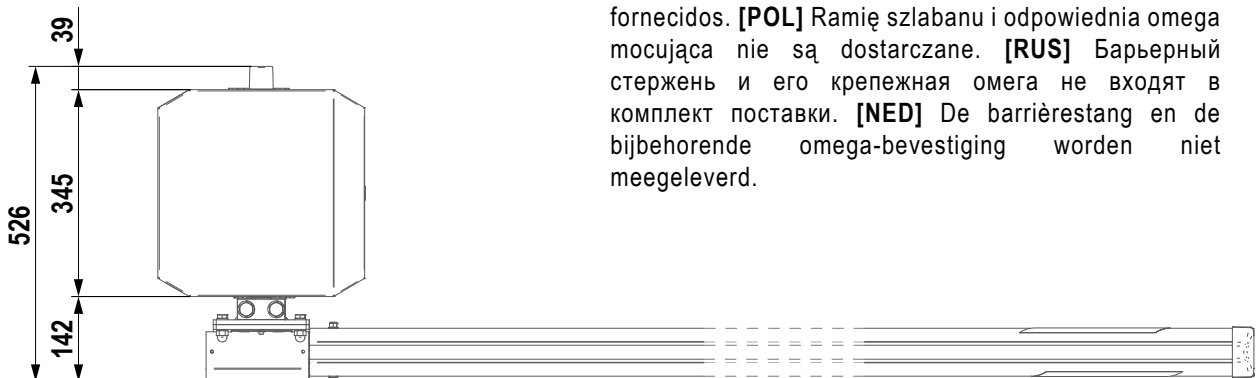 fornecidos. [POL] Ramię szlabanu i odpowiednia omega
mocująca nie są dostarczane. [RUS] Барьерный
стержень и его крепежная омега не входят в
комплект поставки. [NED] De barrièrestang en de
bijbehorende omega-bevestiging worden niet
meegeleverd.
39
526
345
142